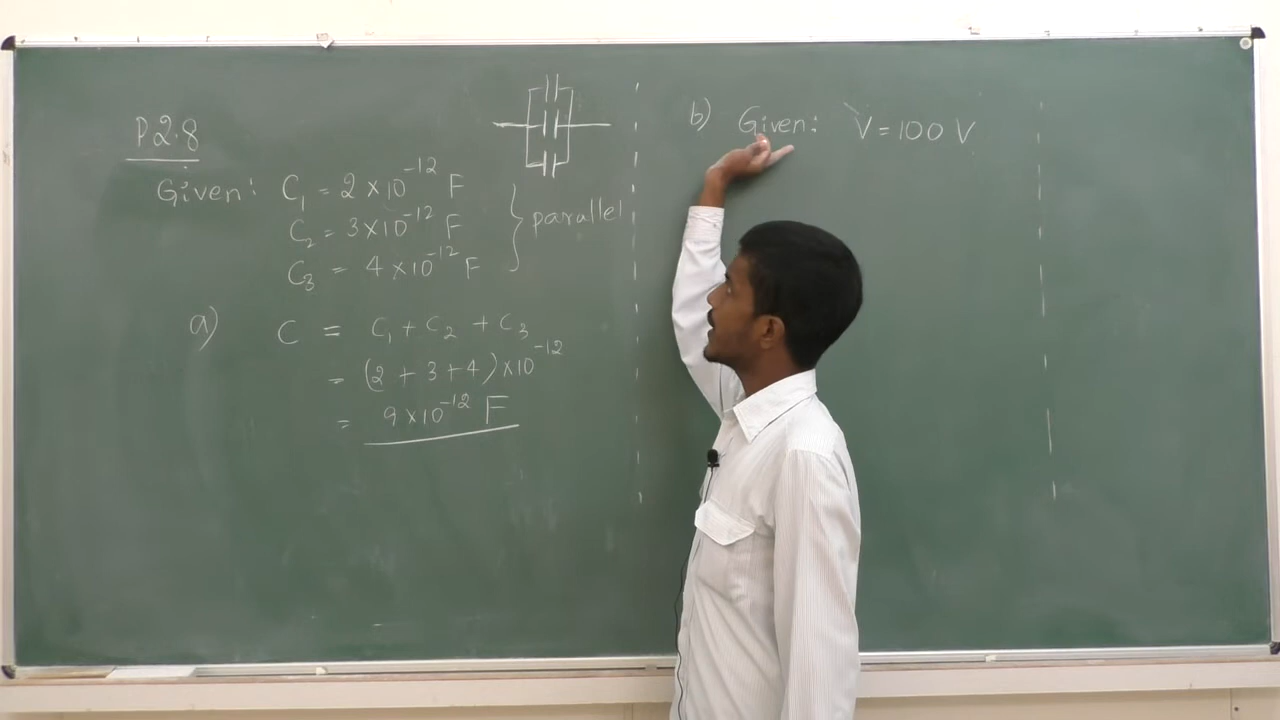 P2.8
Given: C₁ = 2×10⁻¹² F
C₂ = 3×10⁻¹² F
C₃ = 4×10⁻¹² F
} parallel
a) C = C₁ + C₂ + C₃
= (2 + 3 + 4)×10⁻¹²
= 9×10⁻¹² F
b) Given: V = 100 V